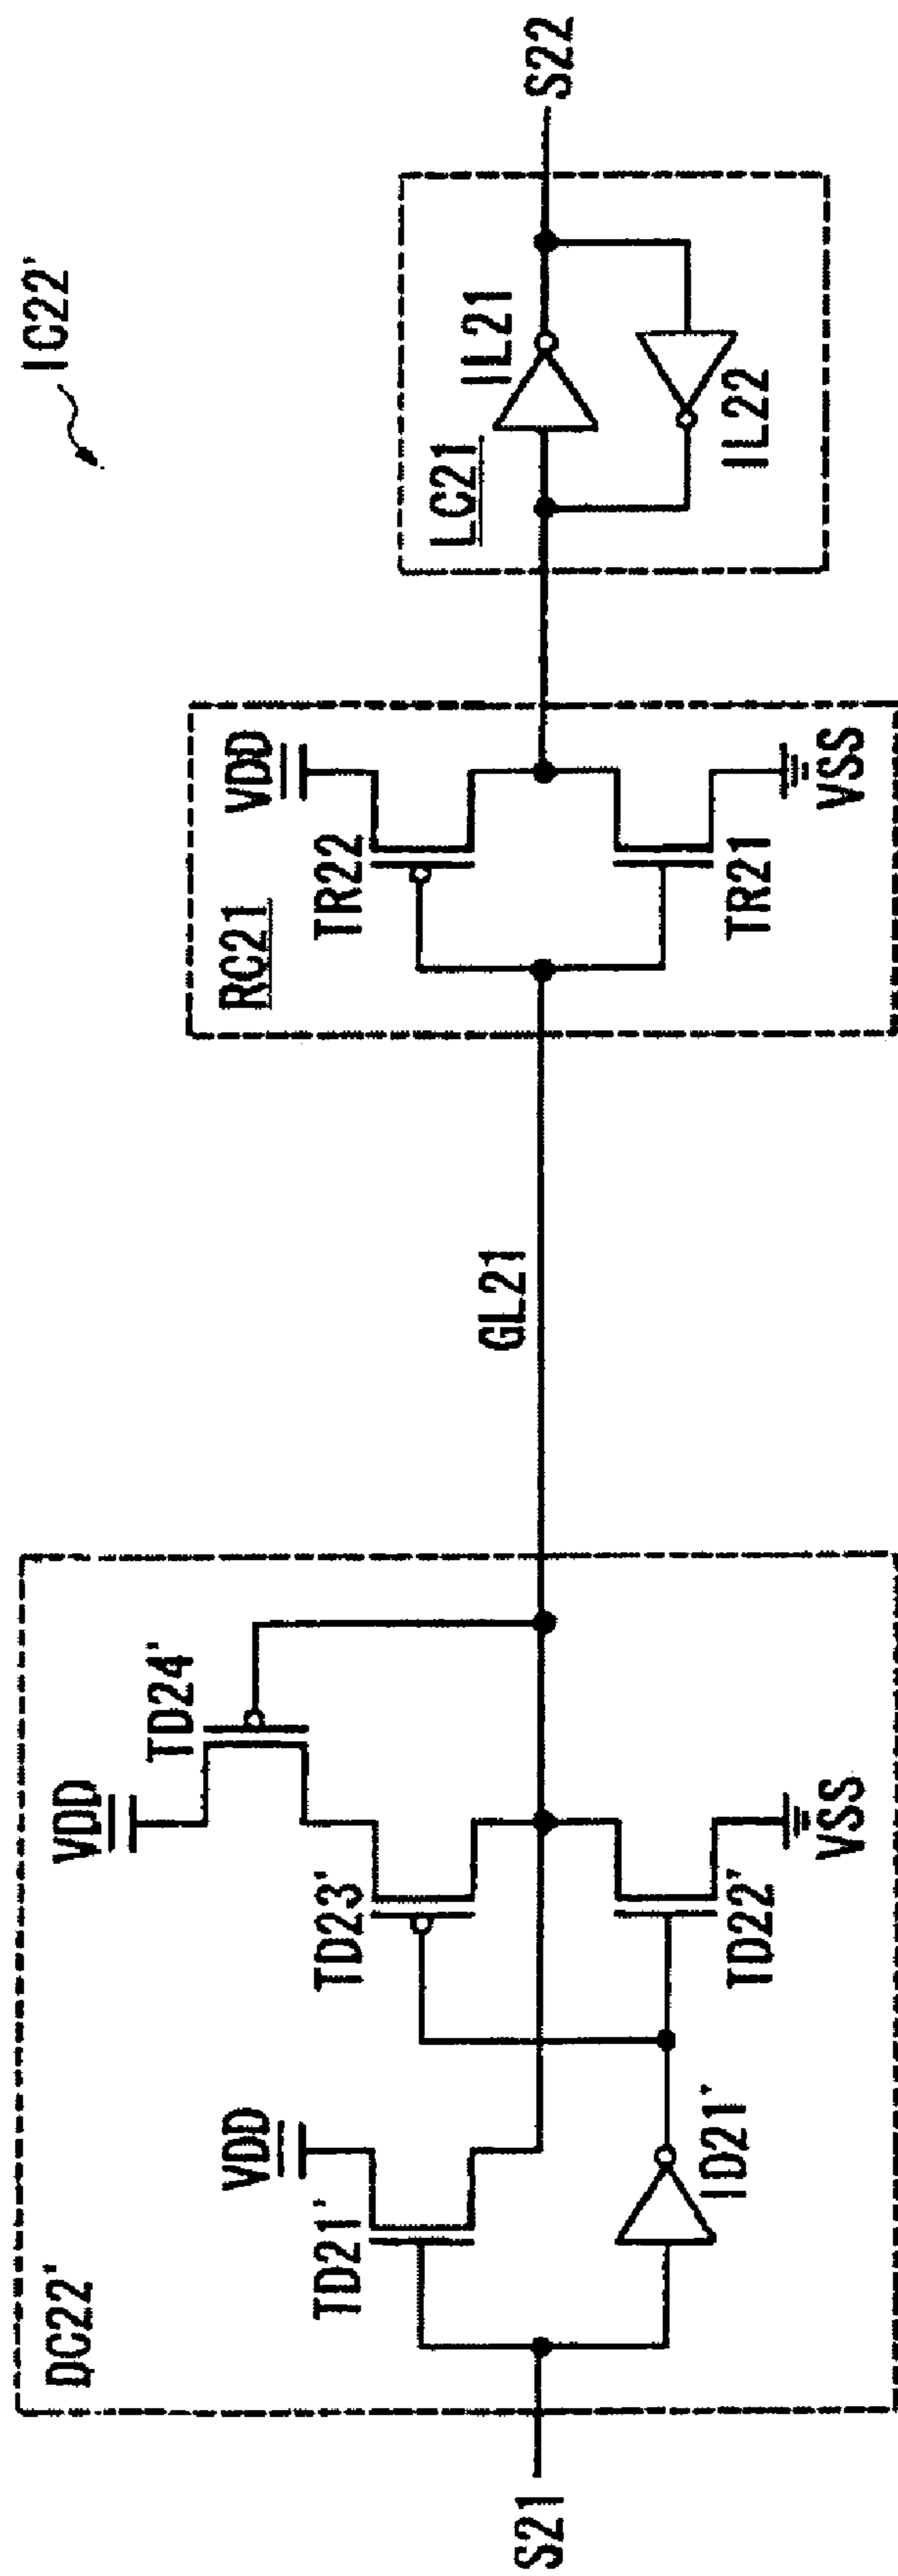 IC22'
DC22'
VDD
TD24'
VDD
TD21'
TD23'
S21
ID21'
TD22'
VSS
GL21
RC21
VDD
TR22
TR21
VSS
LC21
IL21
IL22
S22